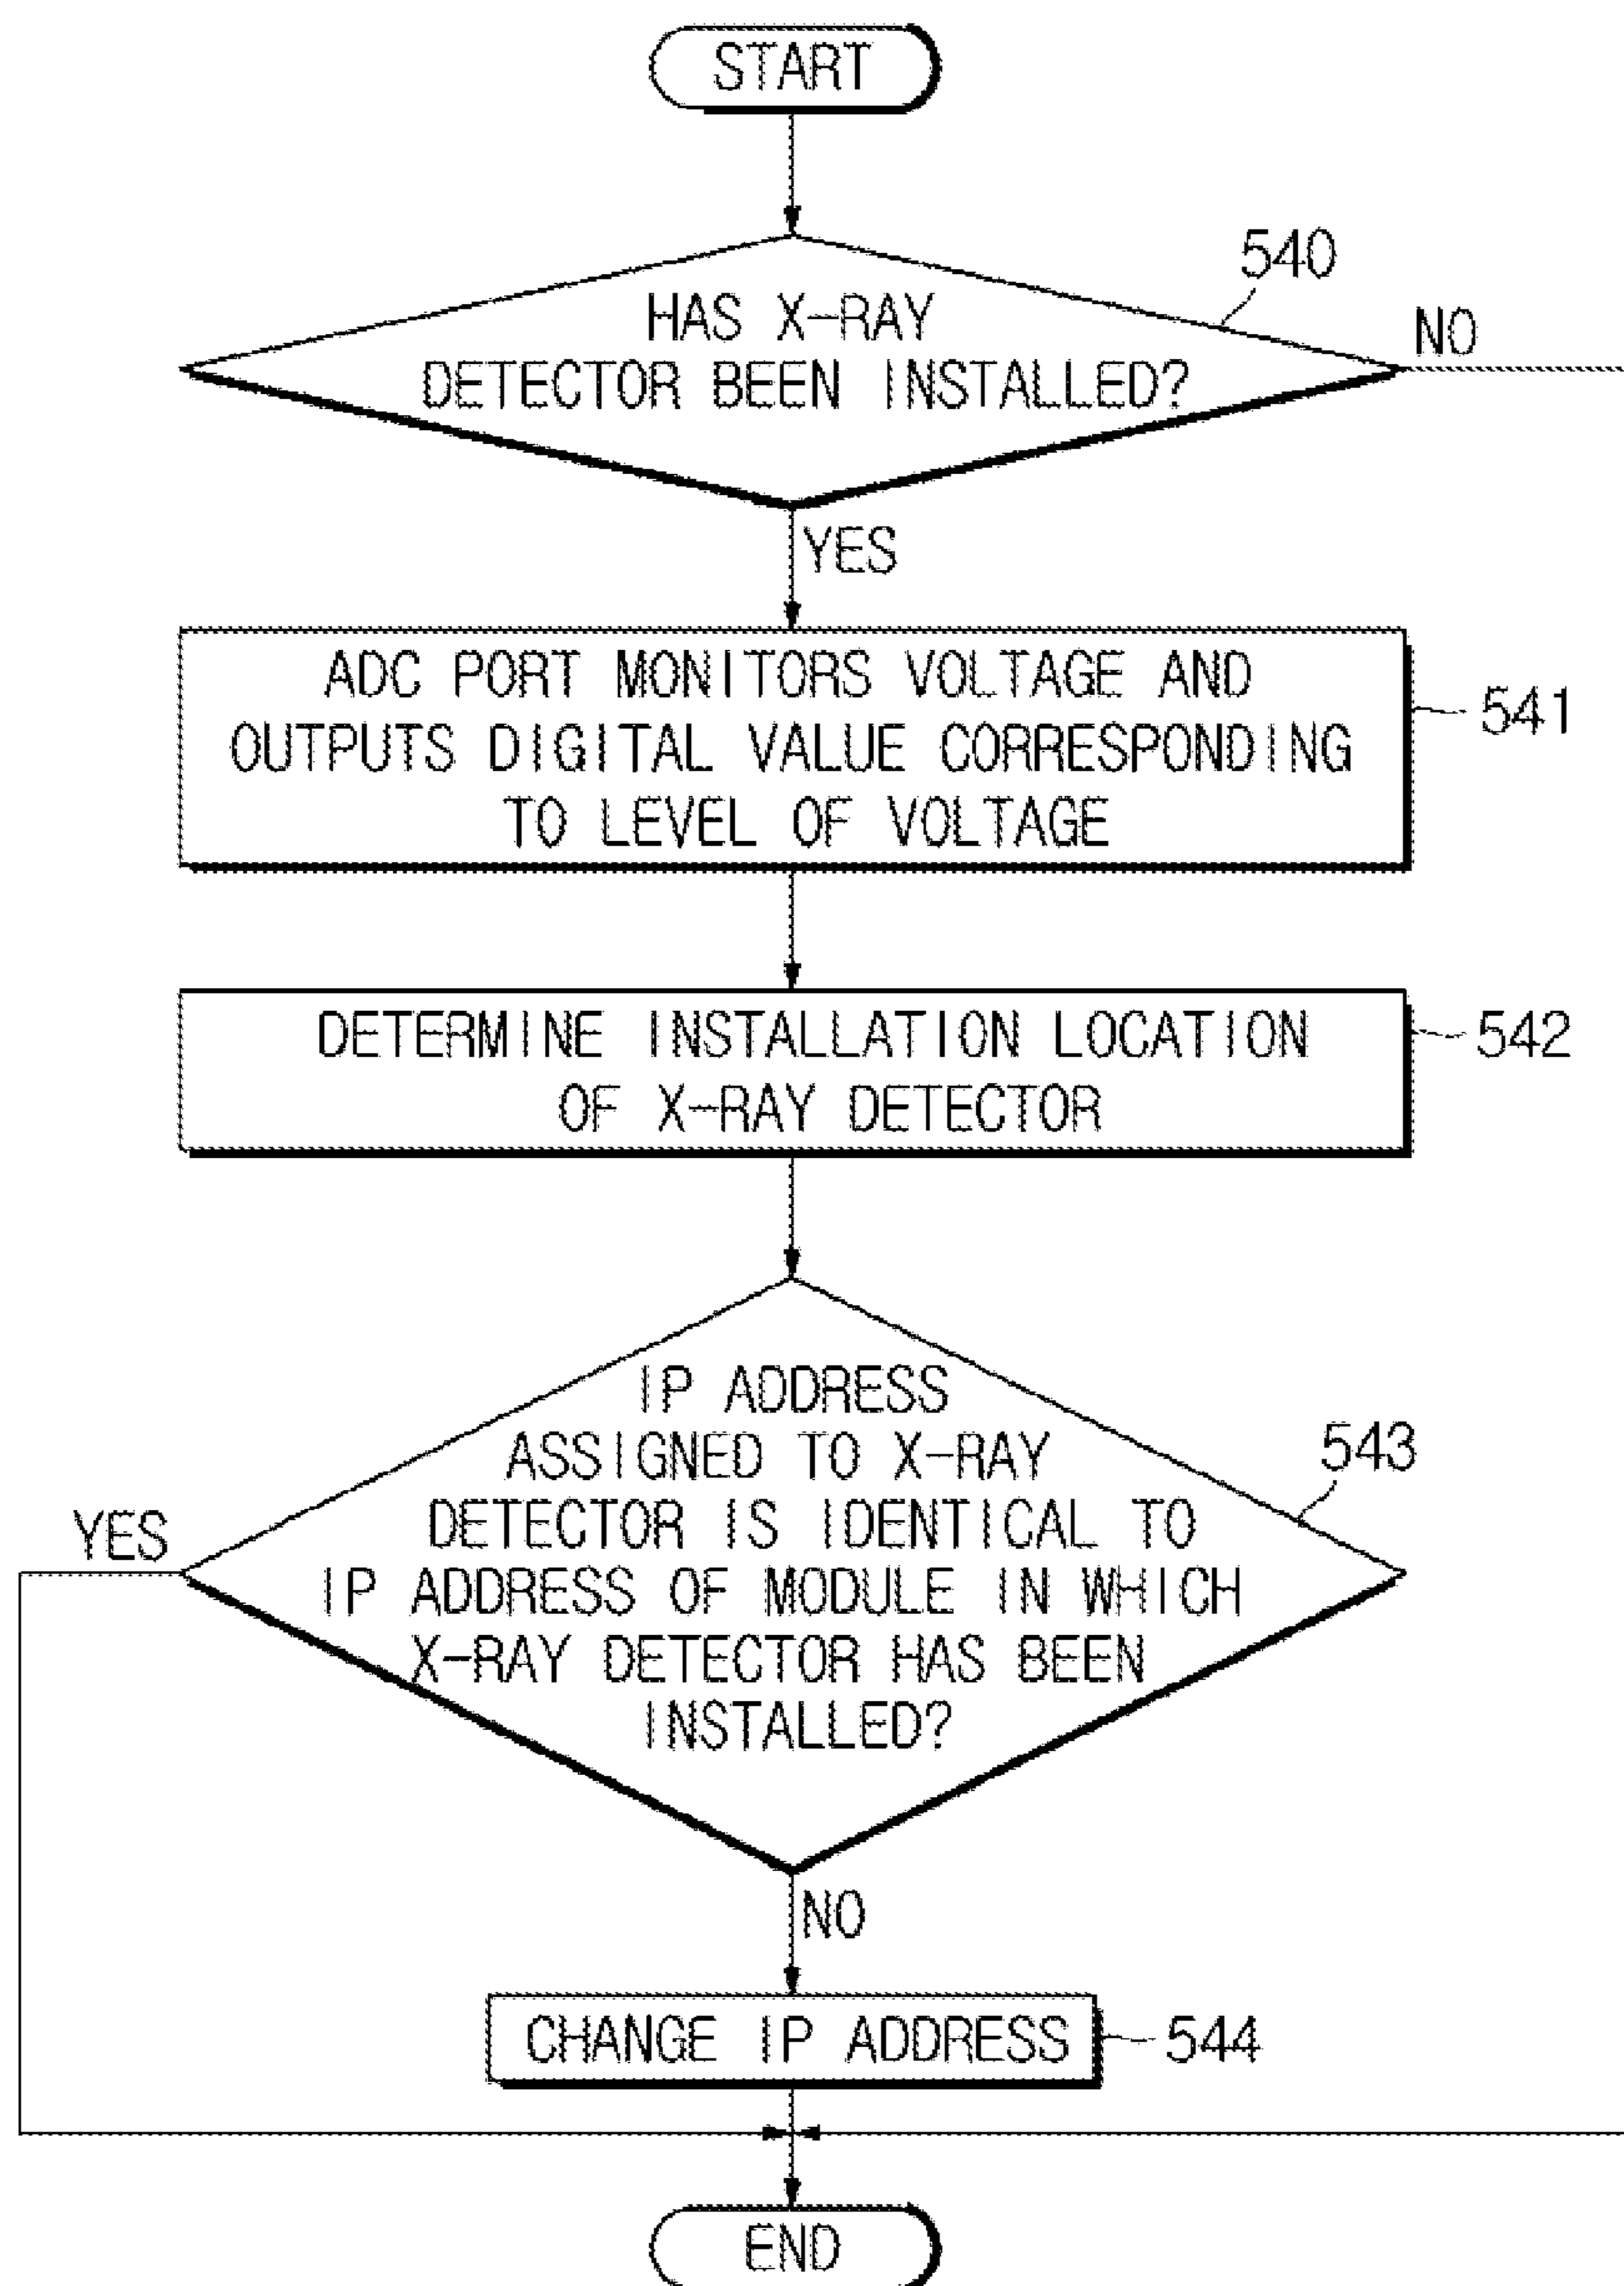 START
540
HAS X-RAY
NO
DETECTOR BEEN INSTALLED?
YES
ADC PORT MONITORS VOLTAGE AND
OUTPUTS DIGITAL VALUE CORRESPONDING
TO LEVEL OF VOLTAGE
541
DETERMINE INSTALLATION LOCATION
OF X-RAY DETECTOR
542
IP ADDRESS
ASSIGNED TO X-RAY
DETECTOR IS IDENTICAL TO
IP ADDRESS OF MODULE IN WHICH
X-RAY DETECTOR HAS BEEN
INSTALLED?
543
YES
NO
CHANGE IP ADDRESS
544
END